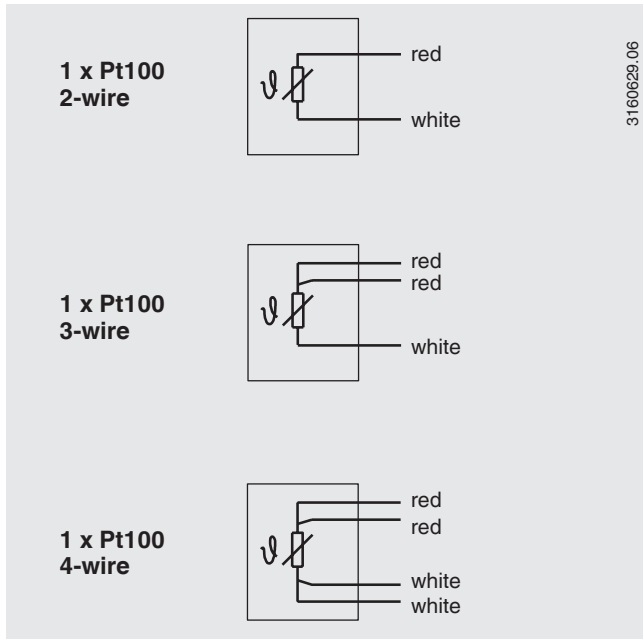 1 x Pt100
2-wire
ϑ
red
white
3160629.06
1 x Pt100
3-wire
ϑ
red
red
white
1 x Pt100
4-wire
ϑ
red
red
white
white